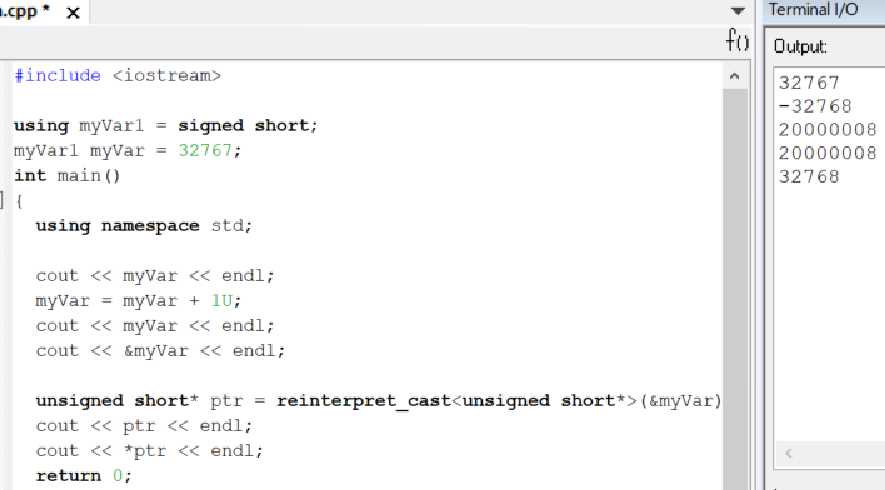 .cpp *
Terminal I/O
f()
Output:
#include <iostream>
using myVar1 = signed short;
myVar1 myVar = 32767;
int main()
{
using namespace std;
cout << myVar << endl;
myVar = myVar + 1U;
cout << myVar << endl;
cout << &myVar << endl;
unsigned short* ptr = reinterpret_cast<unsigned short*>(&myVar)
cout << ptr << endl;
cout << *ptr << endl;
return 0;
32767
-32768
20000008
20000008
32768